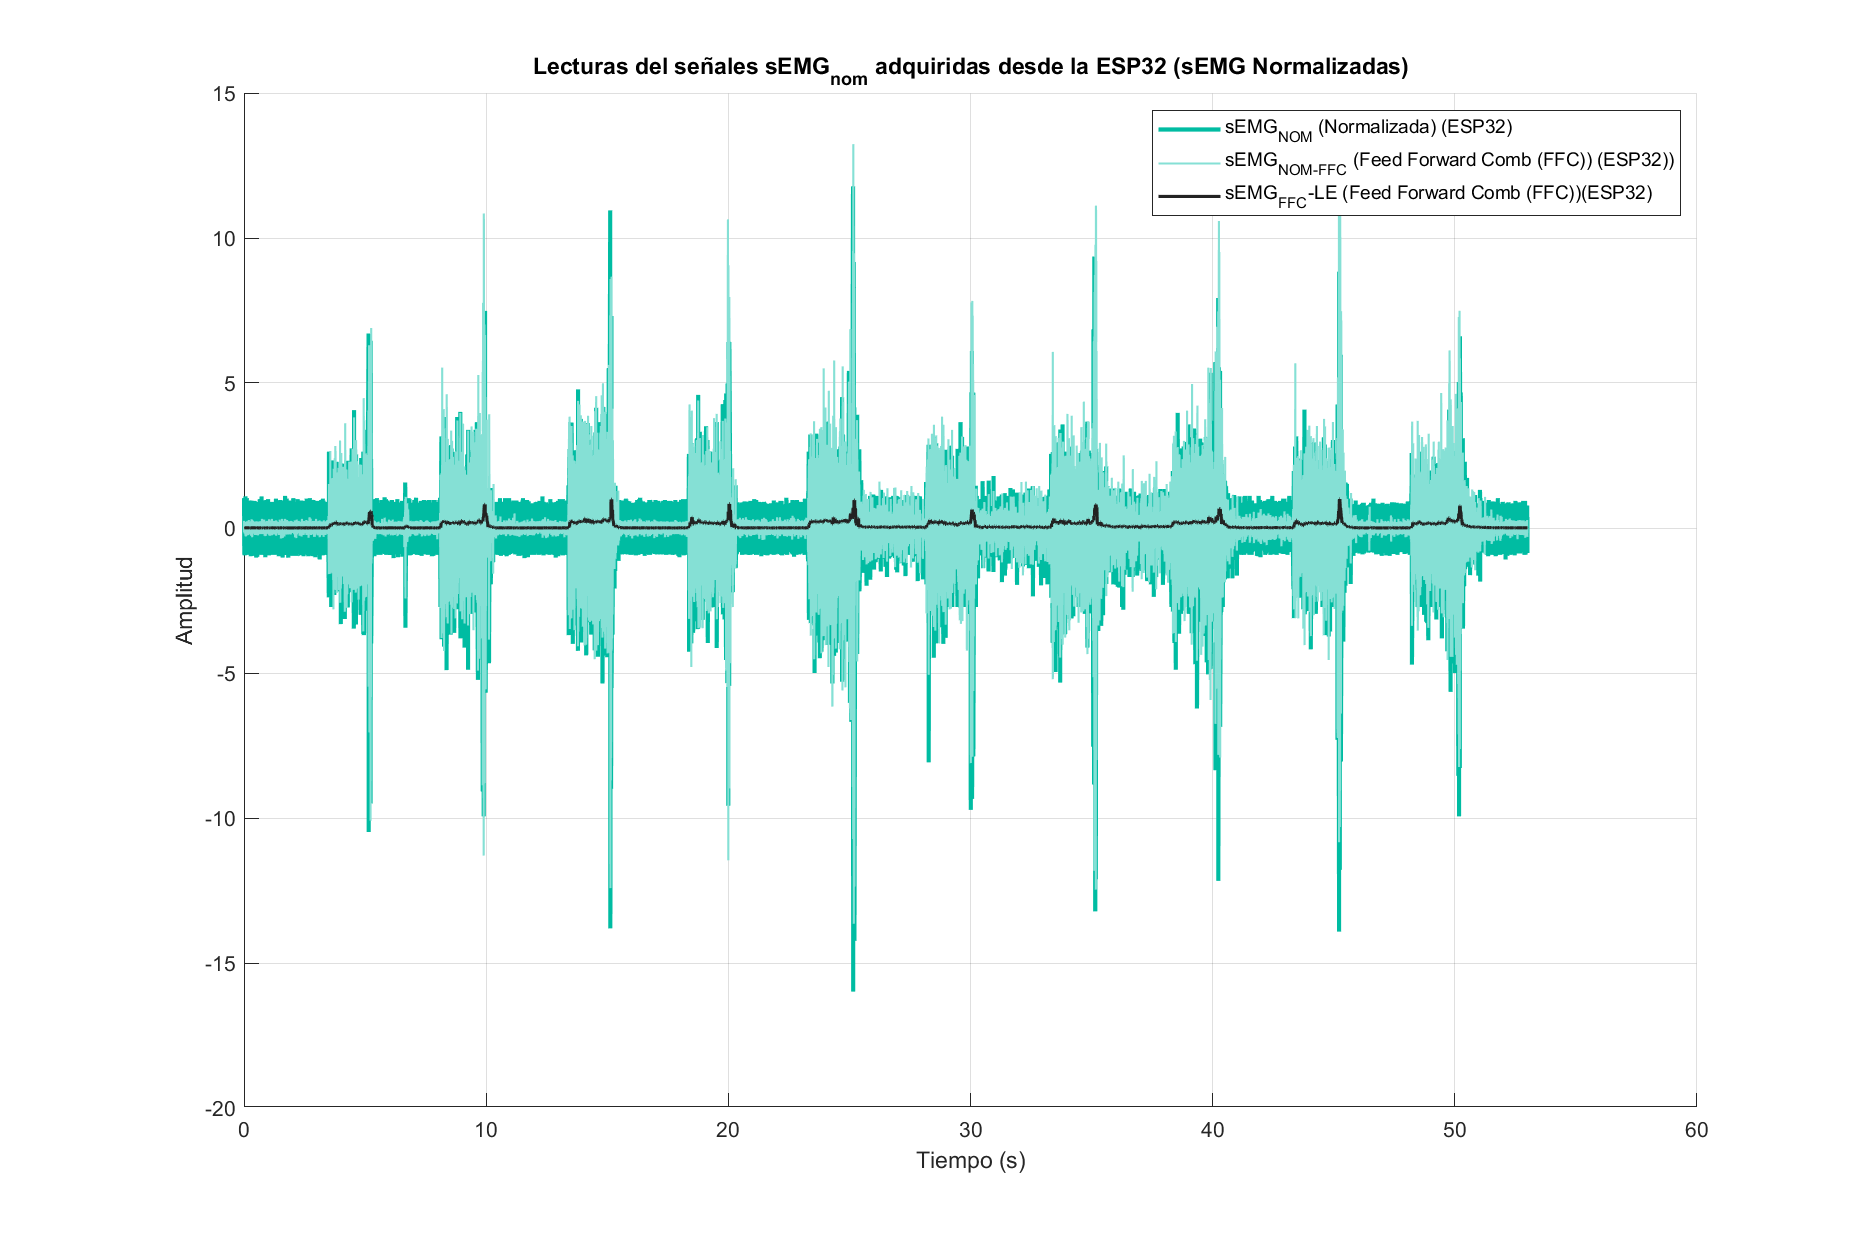 Lecturas del señales sEMGnom adquiridas desde la ESP32 (sEMG Normalizadas)
sEMGNOM (Normalizada) (ESP32)
sEMGNOM-FFC (Feed Forward Comb (FFC)) (ESP32))
sEMGFFC-LE (Feed Forward Comb (FFC))(ESP32)
15
10
5
0
-5
-10
-15
-20
Amplitud
0 10 20 30 40 50 60
Tiempo (s)